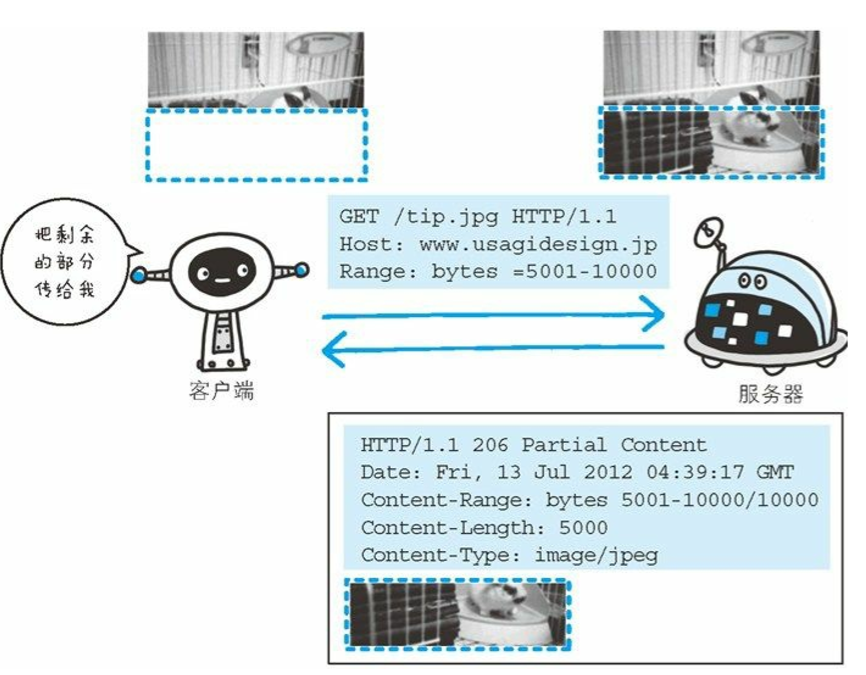 把剩余
的部分
传给我
GET /tip.jpg HTTP/1.1
Host: www.usagidesign.jp
Range: bytes =5001-10000
客户端
服务器
HTTP/1.1 206 Partial Content
Date: Fri, 13 Jul 2012 04:39:17 GMT
Content-Range: bytes 5001-10000/10000
Content-Length: 5000
Content-Type: image/jpeg